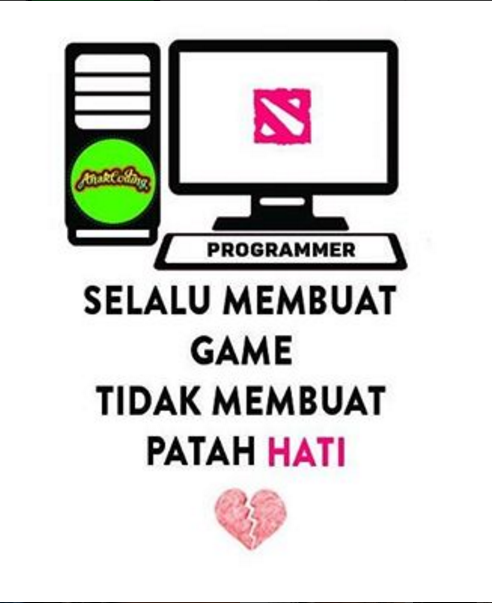 AnakCoding
PROGRAMMER
SELALU MEMBUAT
GAME
TIDAK MEMBUAT
PATAH HATI